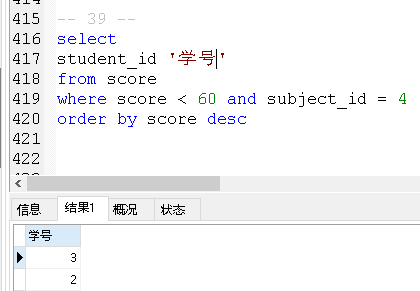 415 -- 39 --
416 select
417 student_id '学号'
418 from score
419 where score < 60 and subject_id = 4
420 order by score desc
421
422
信息 结果1 概况 状态
学号
3
2